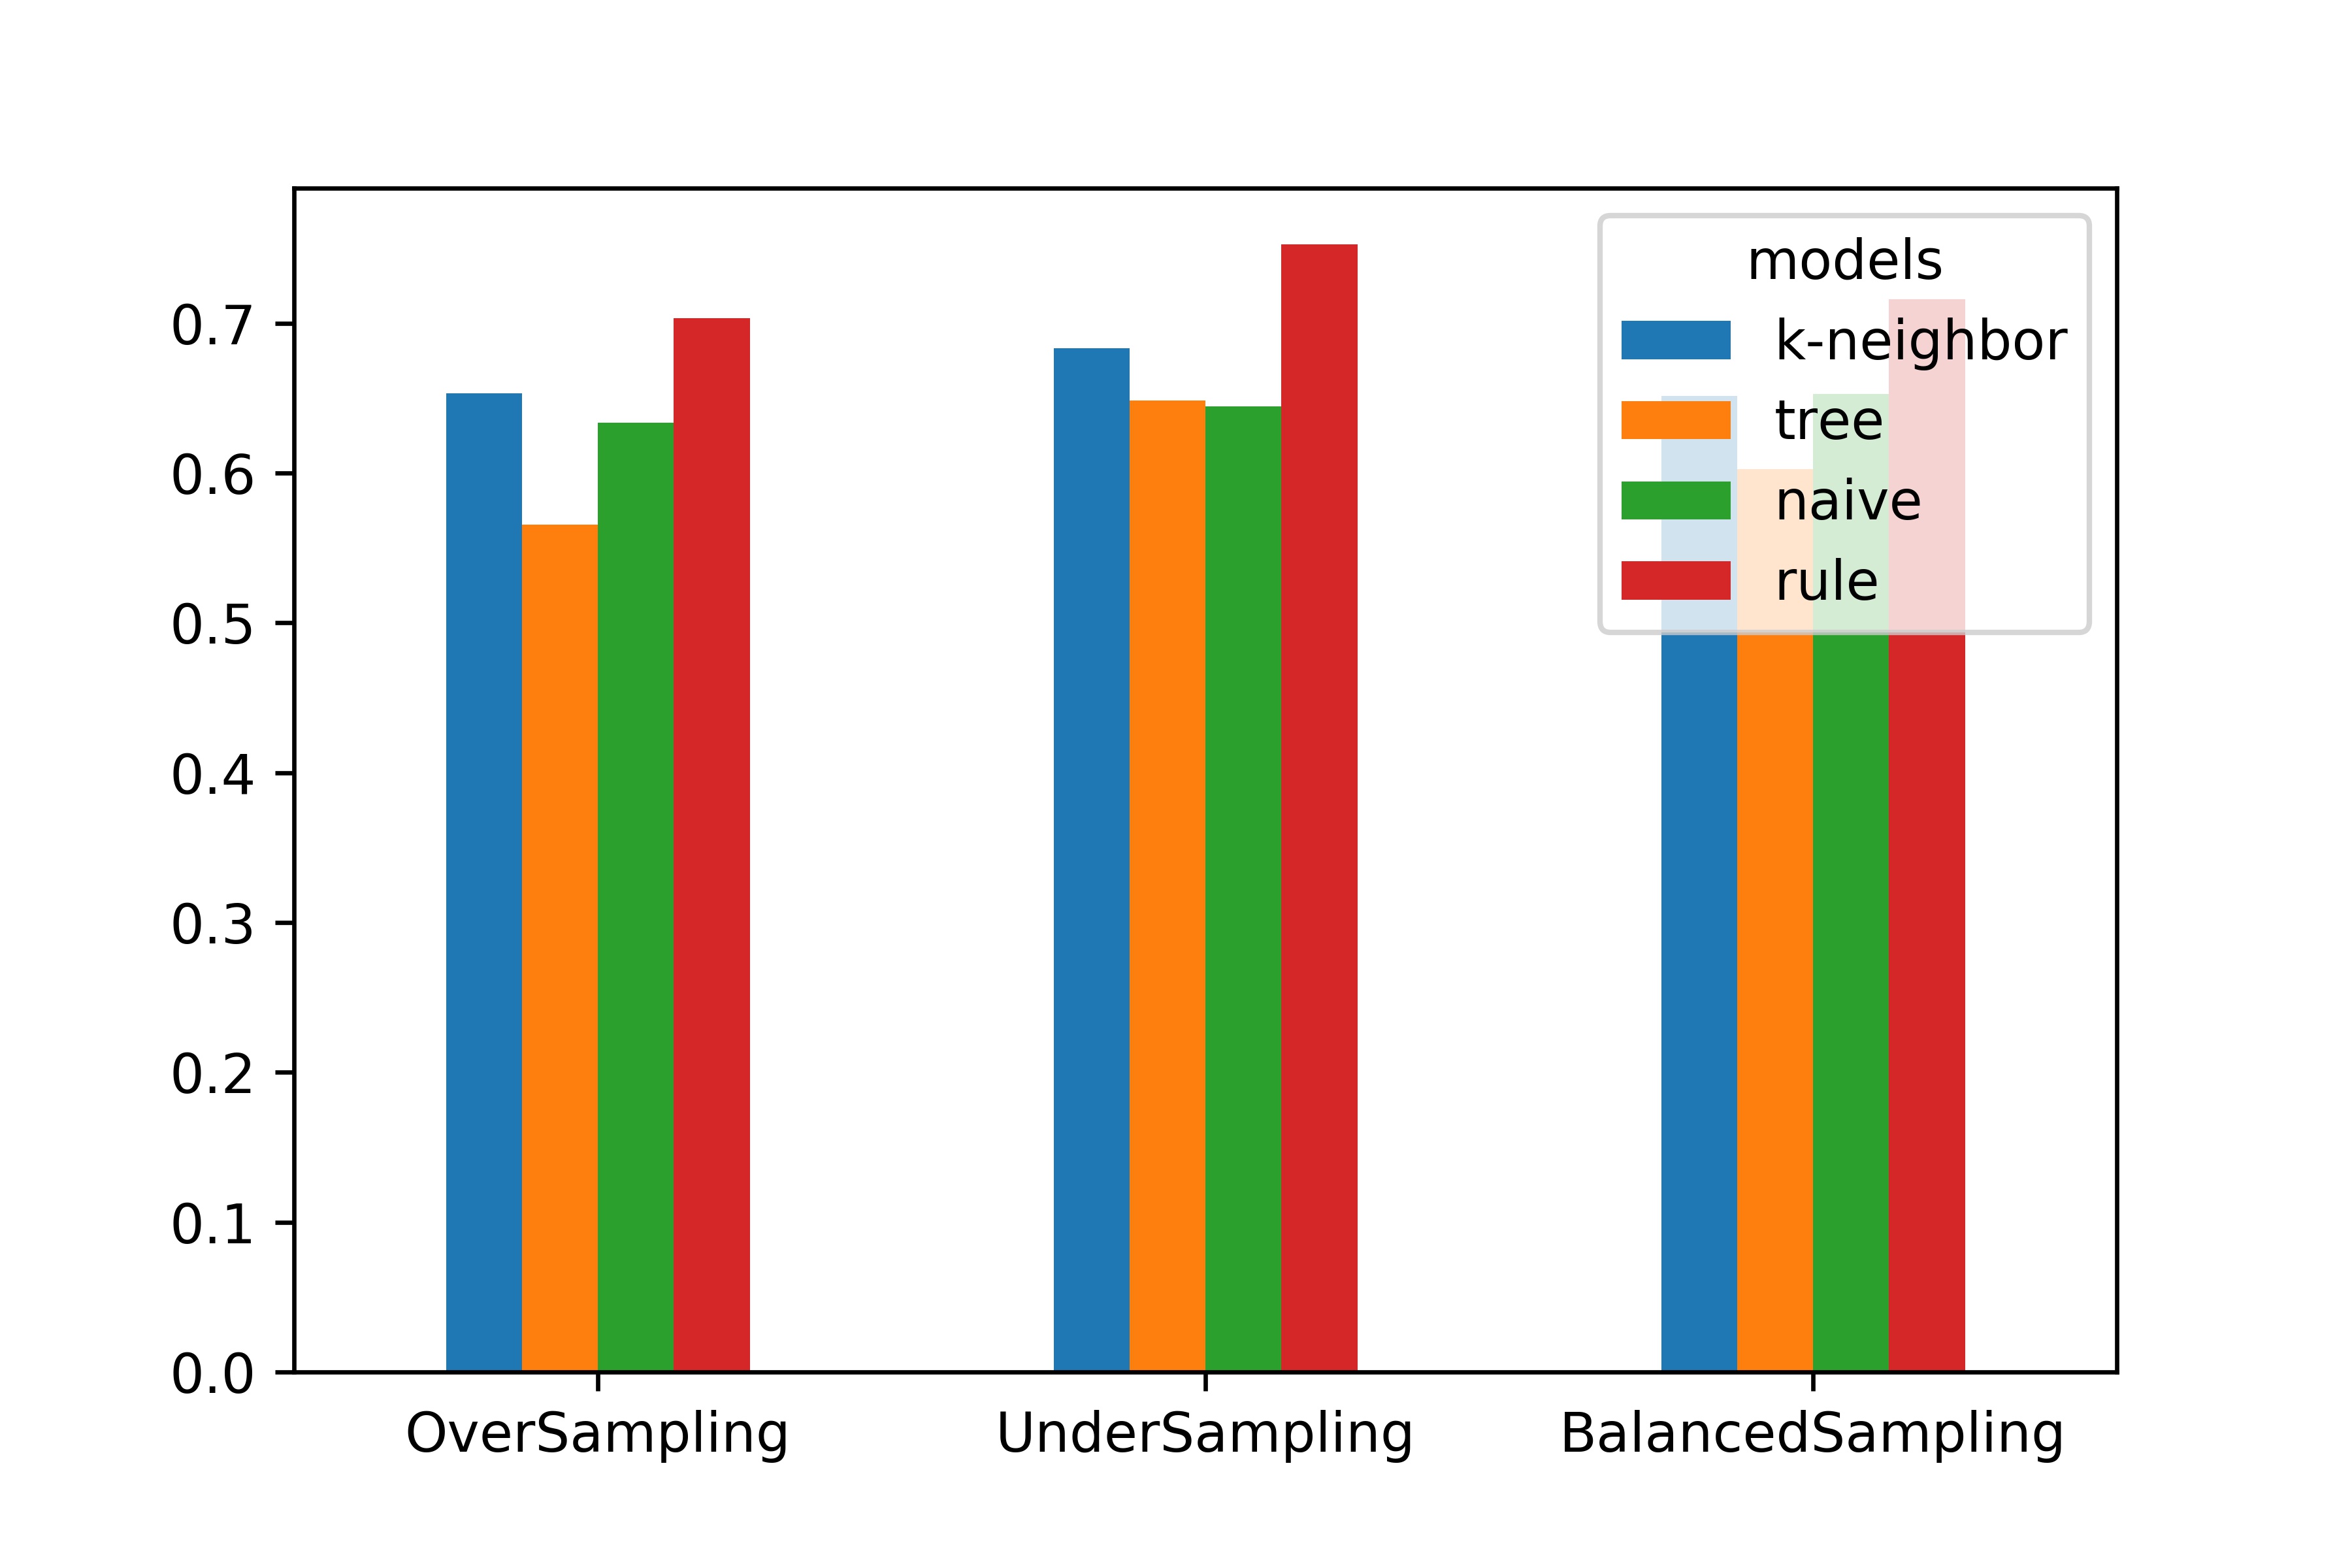 models
k-neighbor
tree
naive
rule
0.7
0.6
0.5
0.4
0.3
0.2
0.1
0.0
OverSampling
UnderSampling
BalancedSampling